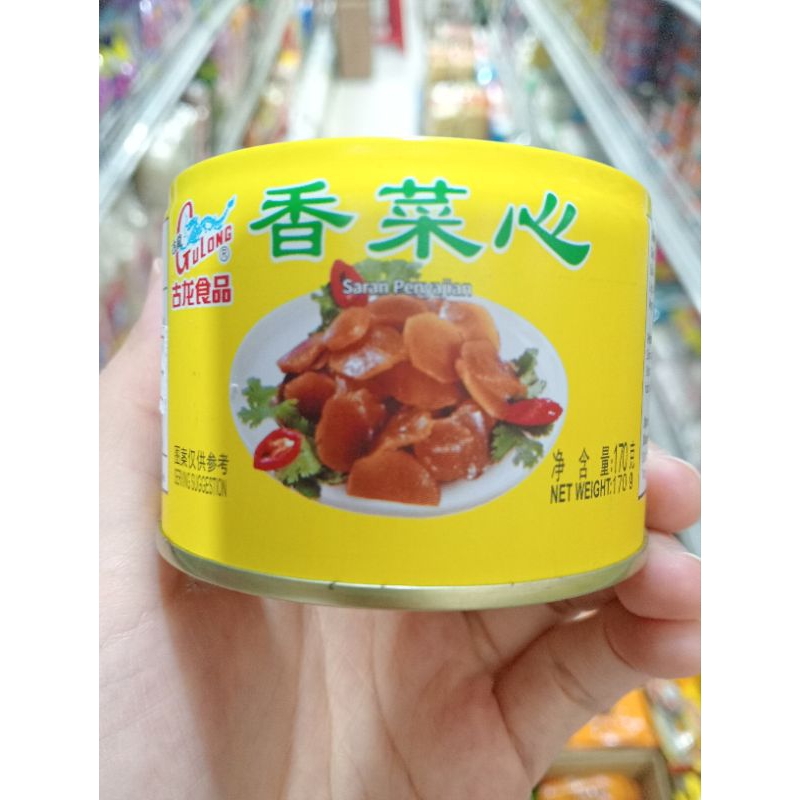 香菜心
GULONG®
古龙食品
Saran Penyajian
图案仅供参考
SERVING SUGGESTION
净含量:170克
NET WEIGHT:170g